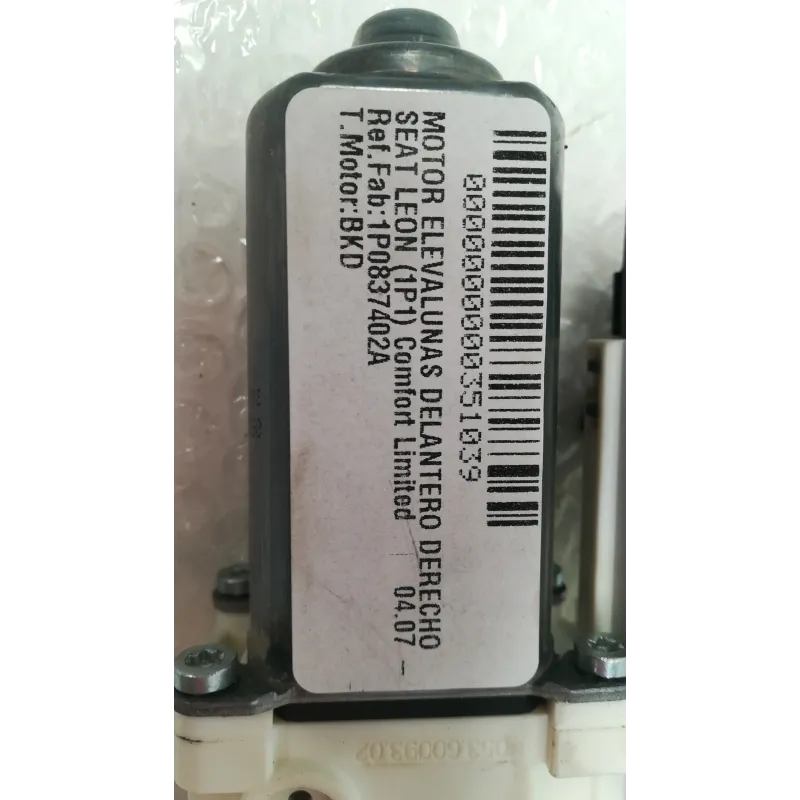 0000000000351039
MOTOR ELEVALUNAS DELANTERO DERECHO
SEAT LEON (1P1) Comfort Limited 04.07 -
Ref.Fab:1P0837402A
T.Motor:BKD